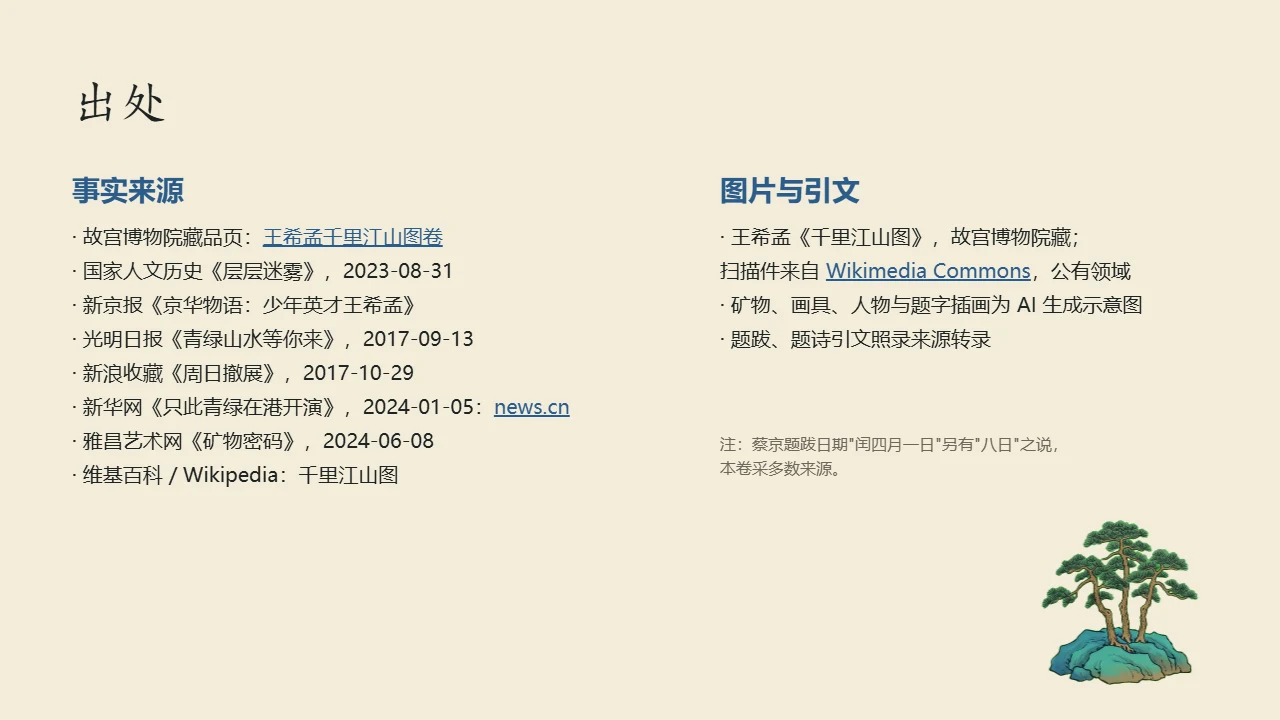 出处
事实来源
· 故宫博物院藏品页：王希孟千里江山图卷
· 国家人文历史《层层迷雾》，2023-08-31
· 新京报《京华物语：少年英才王希孟》
· 光明日报《青绿山水等你来》，2017-09-13
· 新浪收藏《周日撤展》，2017-10-29
· 新华网《只此青绿在港开演》，2024-01-05：news.cn
· 雅昌艺术网《矿物密码》，2024-06-08
· 维基百科 / Wikipedia：千里江山图
图片与引文
· 王希孟《千里江山图》，故宫博物院藏；
扫描件来自 Wikimedia Commons，公有领域
· 矿物、画具、人物与题字插画为 AI 生成示意图
· 题跋、题诗引文照录来源转录
注：蔡京题跋日期"闰四月一日"另有"八日"之说，
本卷采多数来源。